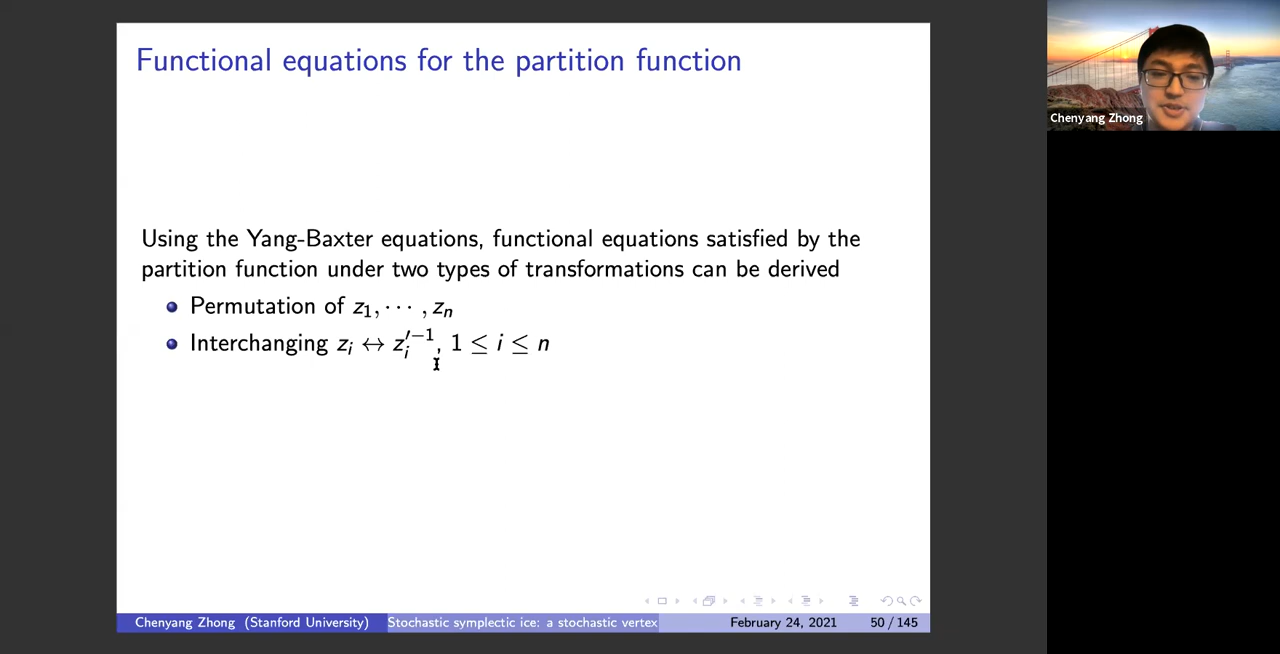 Functional equations for the partition function
Chenyang Zhong
Using the Yang-Baxter equations, functional equations satisfied by the
partition function under two types of transformations can be derived
Permutation of z₁, ⋯ , zₙ
Interchanging zᵢ ↔ zᵢ′⁻¹, 1 ≤ i ≤ n
Chenyang Zhong (Stanford University) Stochastic symplectic ice: a stochastic vertex February 24, 2021 50 / 145